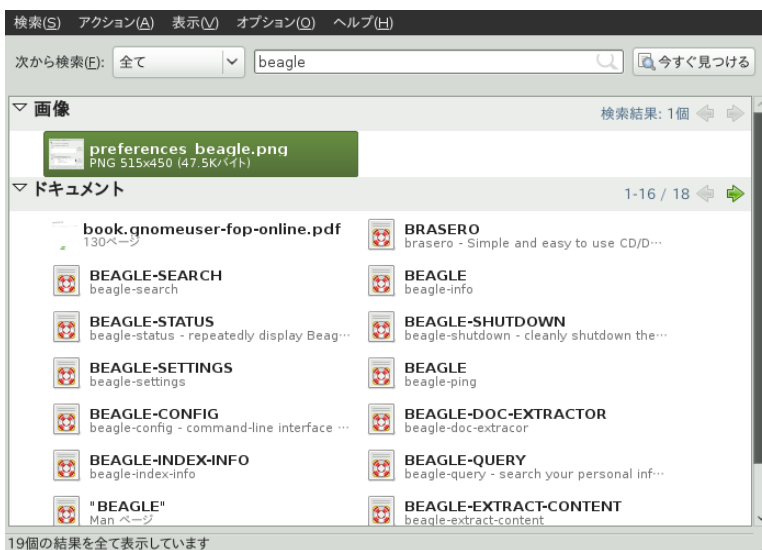 検索(S) アクション(A) 表示(V) オプション(O) ヘルプ(H)
次から検索(F): 全て beagle 今すぐ見つける
画像 検索結果: 1個
preferences beagle.png
PNG 515x450 (47.5Kバイト)
ドキュメント 1-16 / 18
book.gnomeuser-fop-online.pdf
130ページ
BRASERO
brasero - Simple and easy to use CD/D…
BEAGLE-SEARCH
beagle-search
BEAGLE
beagle-info
BEAGLE-STATUS
beagle-status - repeatedly display Beag…
BEAGLE-SHUTDOWN
beagle-shutdown - cleanly shutdown the…
BEAGLE-SETTINGS
beagle-settings
BEAGLE
beagle-ping
BEAGLE-CONFIG
beagle-config - command-line interface …
BEAGLE-DOC-EXTRACTOR
beagle-doc-extracor
BEAGLE-INDEX-INFO
beagle-index-info
BEAGLE-QUERY
beagle-query - search your personal inf…
"BEAGLE"
Man ページ
BEAGLE-EXTRACT-CONTENT
beagle-extract-content
19個の結果を全て表示しています